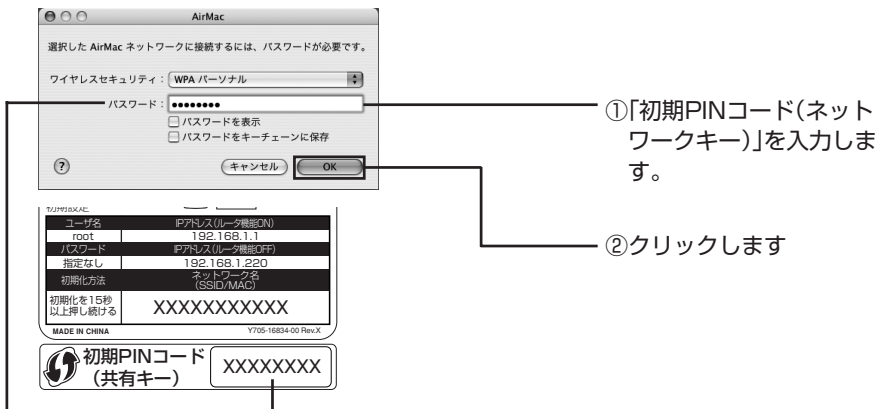 AirMac
選択した AirMac ネットワークに接続するには、パスワードが必要です。
ワイヤレスセキュリティ： WPA パーソナル
パスワード： ••••••••
パスワードを表示
パスワードをキーチェーンに保存
? キャンセル OK
①「初期PINコード(ネット
ワークキー)」を入力しま
す。
②クリックします
初期設定
ユーザ名 IPアドレス(ルータ機能ON)
root 192.168.1.1
パスワード IPアドレス(ルータ機能OFF)
指定なし 192.168.1.220
初期化方法 ネットワーク名
(SSID/MAC)
初期化を15秒
以上押し続ける XXXXXXXXXXX
MADE IN CHINA Y705-16834-00 Rev.X
初期PINコード
(共有キー) XXXXXXXX